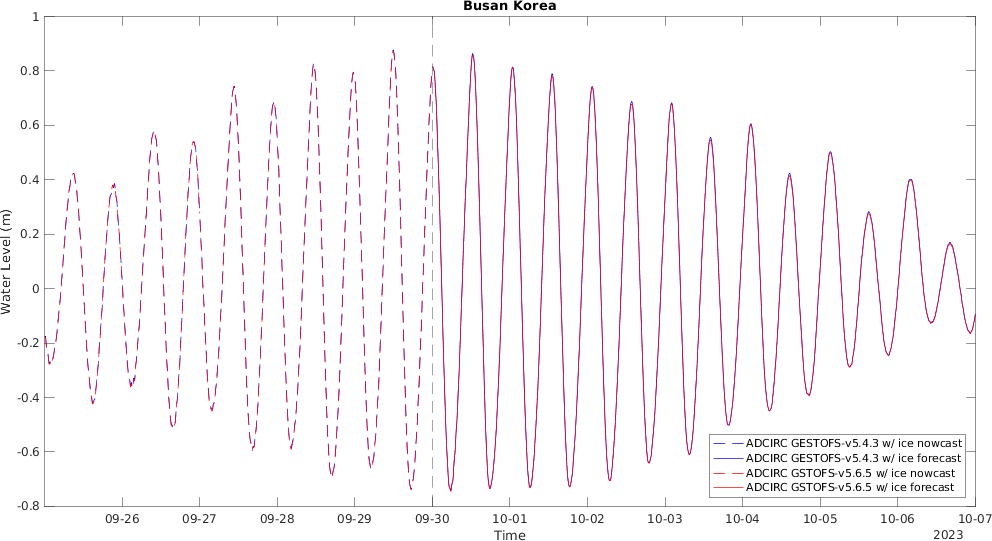 Busan Korea
1
0.8
0.6
0.4
0.2
0
-0.2
-0.4
-0.6
-0.8
Water Level (m)
ADCIRC GESTOFS-v5.4.3 w/ ice nowcast
ADCIRC GESTOFS-v5.4.3 w/ ice forecast
ADCIRC GSTOFS-v5.6.5 w/ ice nowcast
ADCIRC GSTOFS-v5.6.5 w/ ice forecast
09-26 09-27 09-28 09-29 09-30 10-01 10-02 10-03 10-04 10-05 10-06 10-07
Time
2023